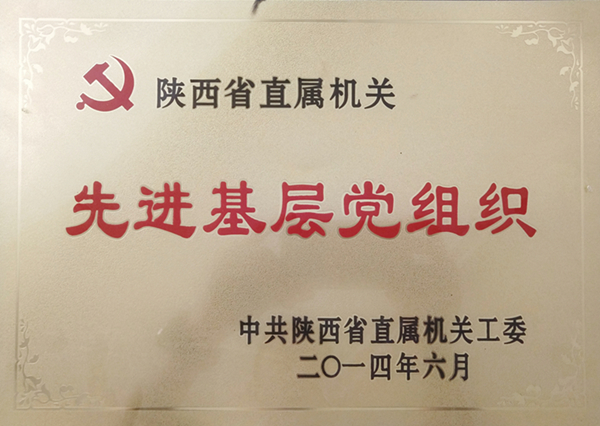 陕西省直属机关
先进基层党组织
中共陕西省直属机关工委
二〇一四年六月